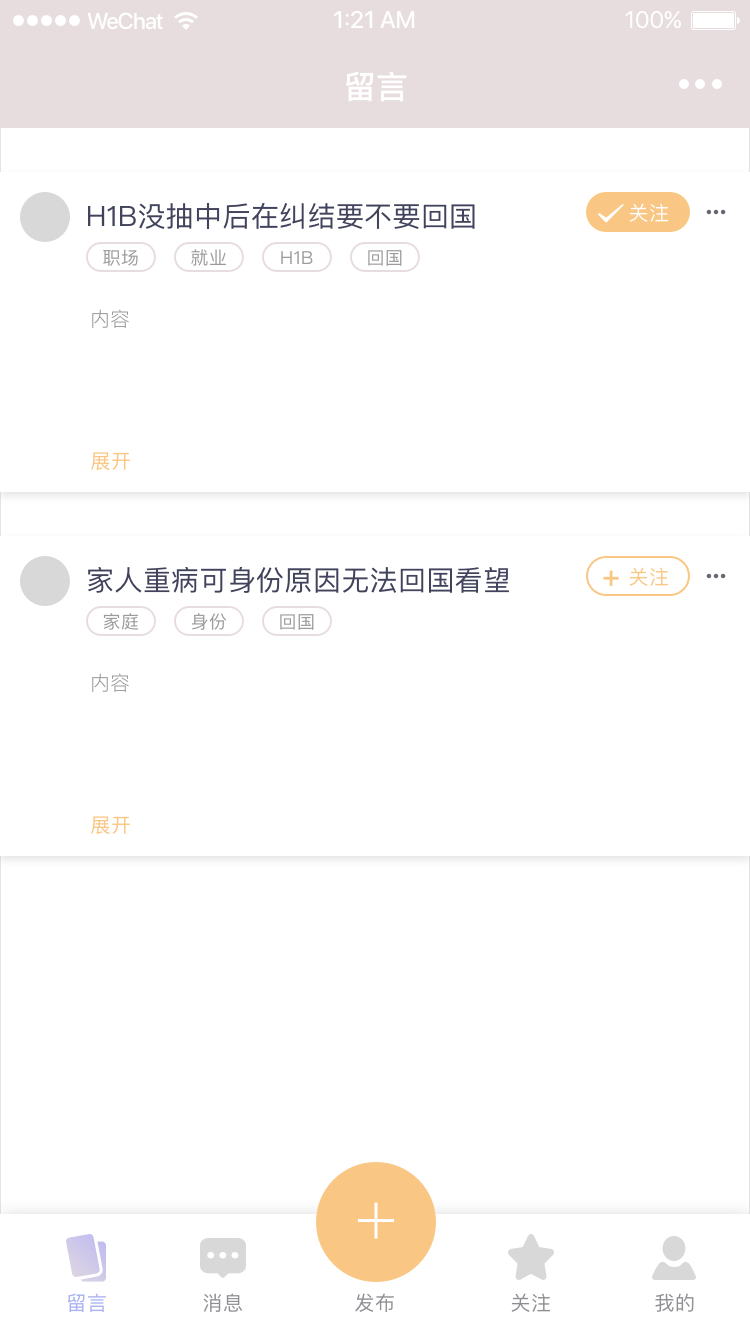 WeChat 1:21 AM 100%
留言
H1B没抽中后在纠结要不要回国
关注
职场 就业 H1B 回国
内容
展开
家人重病可身份原因无法回国看望
关注
家庭 身份 回国
内容
展开
留言 消息 发布 关注 我的